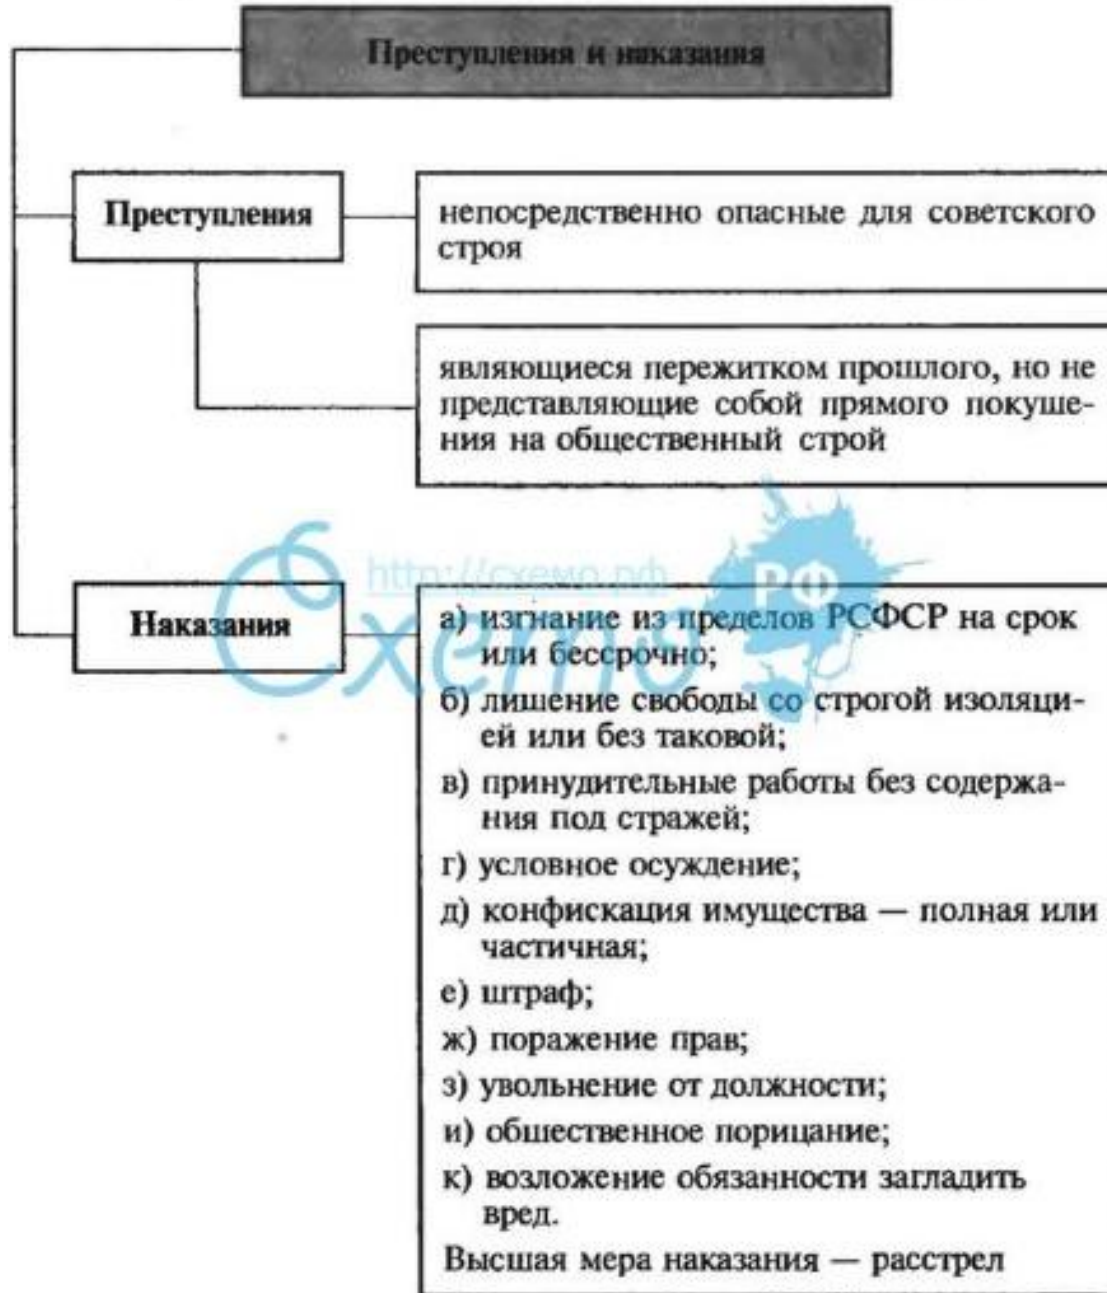 Преступления и наказания
Преступления
непосредственно опасные для советского
строя
являющиеся пережитком прошлого, но не
представляющие собой прямого покуше-
ния на общественный строй
http://схемо.рф
Схемо
РФ
Наказания
а) изгнание из пределов РСФСР на срок
или бессрочно;
б) лишение свободы со строгой изоляци-
ей или без таковой;
в) принудительные работы без содержа-
ния под стражей;
г) условное осуждение;
д) конфискация имущества — полная или
частичная;
е) штраф;
ж) поражение прав;
з) увольнение от должности;
и) обшественное порицание;
к) возложение обязанности загладить
вред.
Высшая мера наказания — расстрел